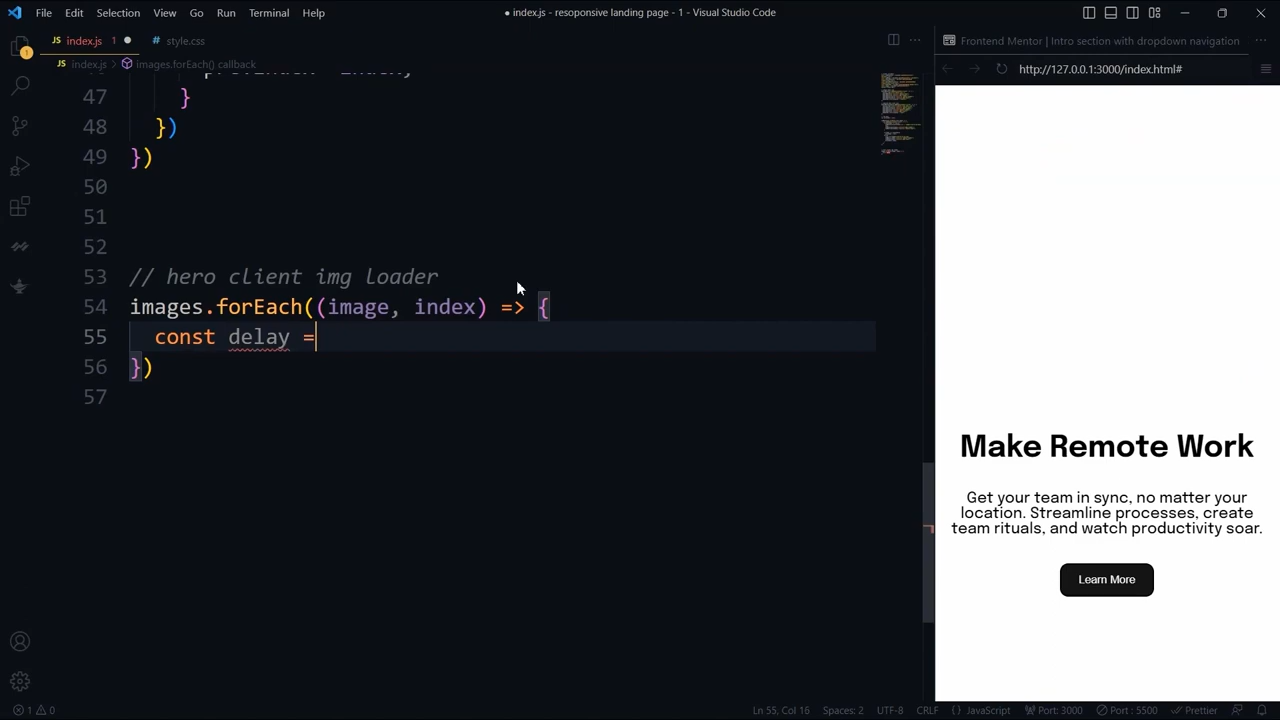 File Edit Selection View Go Run Terminal Help
● index.js - resoponsive landing page - 1 - Visual Studio Code
index.js 1 ●
style.css
index.js > images.forEach() callback
Frontend Mentor | Intro section with dropdown navigation
http://127.0.0.1:3000/index.html#
47 }
48 })
49 })
50
51
52
53 // hero client img loader
54 images.forEach((image, index) => {
55 const delay =
56 })
57
Make Remote Work
Get your team in sync, no matter your
location. Streamline processes, create
team rituals, and watch productivity soar.
Learn More
1
1 0
Ln 55, Col 16 Spaces: 2 UTF-8 CRLF {} JavaScript Port: 3000 Port : 5500 Prettier